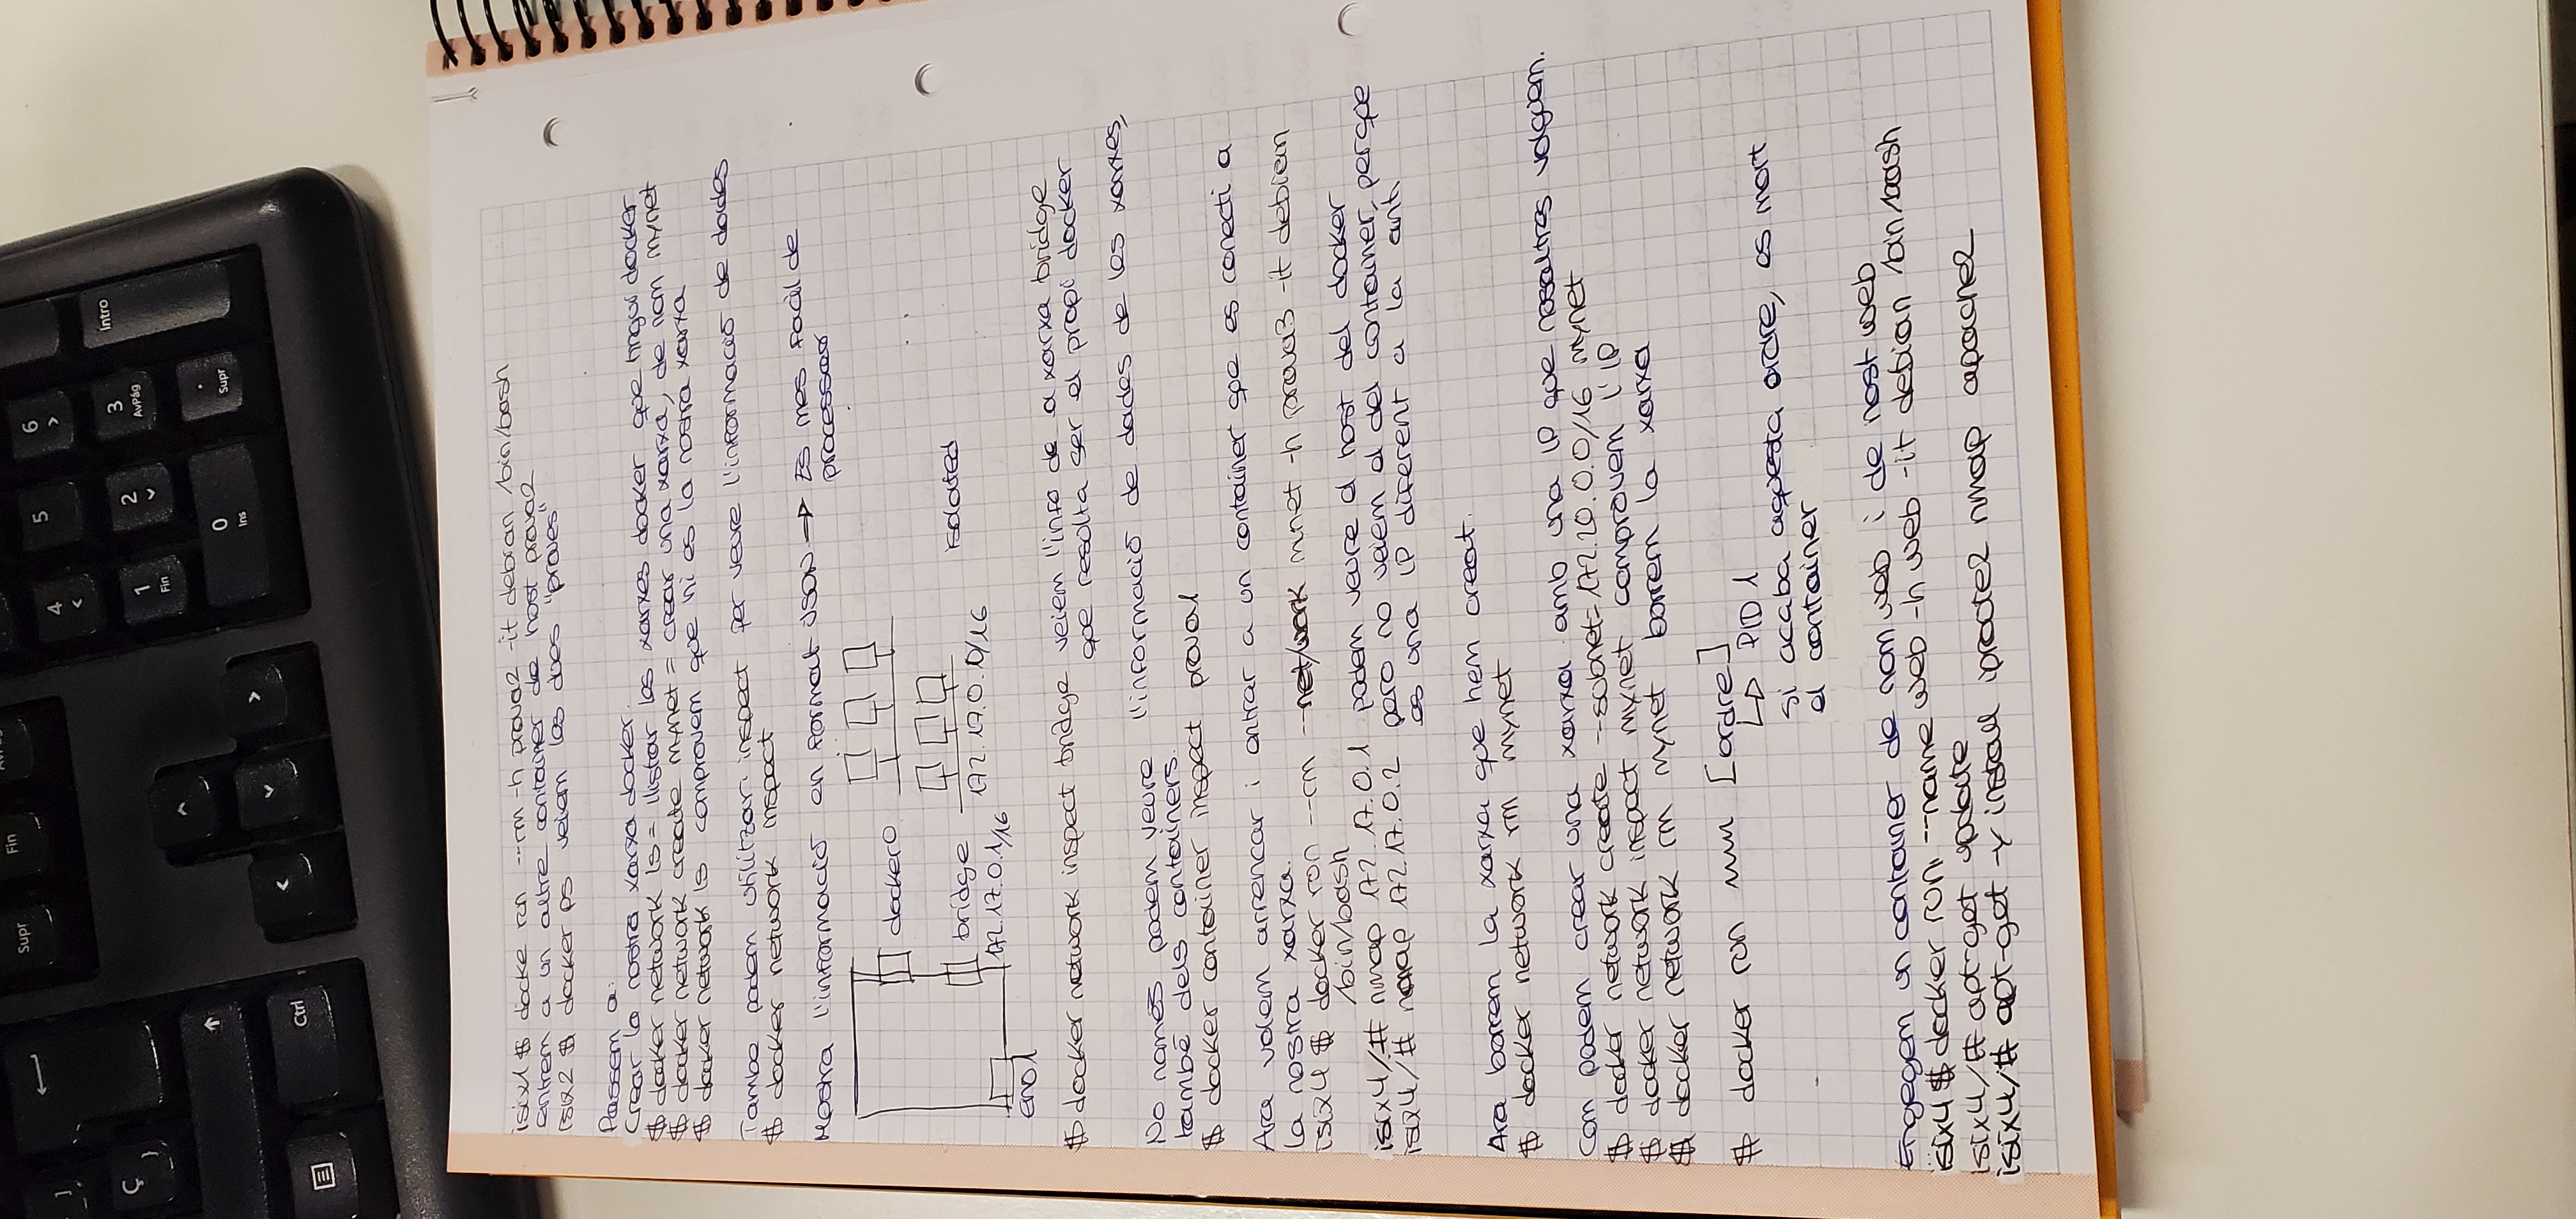 ]
Supr
Fin
Ç
}
Ctrl
4
5
6
1
Fin
2
3
AvPág
Intro
0
Ins
.
Supr
isix1 $ docke run --rm -h prova2 -it debian /bin/bash
entrem a un altre container de host prova2
isix2 $ docker ps veiem les dues "proves"
Passem a:
Crear la nostra xarxa docker.
$ docker network ls = llistar les xarxes docker que tingui docker
$ docker network create mynet = crear una xarxa, de nom mynet
$ docker network ls comprovem que hi es la nostra xarxa
Tambe podem utilitzar inspect per veure l'informació de dades
$ docker network inspect
Mostra l'informació en format JSON → Es mes facil de
processar
docker0
bridge
172.17.0.1/16
172.17.0.0/16
isolated
eno1
$ docker network inspect bridge veiem l'info de a xarxa bridge
que resulta ser el propi docker
No només podem veure l'informació de dades de les xarxes,
també dels containers.
$ docker container inspect prova1
Ara volem arrencar i entrar a un container que es conecti a
la nostra xarxa.
isix4 $ docker run --rm --net/work mnet -h prova3 -it debian
/bin/bash
isix4/# nmap 172.17.0.1 podem veure el host del docker
isix4/# nmap 172.17.0.2 pero no veiem el del container, perque
es una IP diferent a la ant.
Ara borrem la xarxa que hem creat.
$ docker network rm mynet
Com podem crear una xarxa amb una IP que nosaltres volguem.
$ docker network create --subnet=172.20.0.0/16 mynet
$ docker network inspect mynet comprovem l'IP
$ docker network rm mynet borrem la xarxa
$ docker run [ordre]
↳ PID 1
si acaba aquesta ordre, es mort
el container
Engegem un container de nom web i de host web
isix4 $ docker run --name web -h web -it debian /bin/bash
isix4/# apt-get update
isix4/# apt-get -y install iproute2 nmap apache2